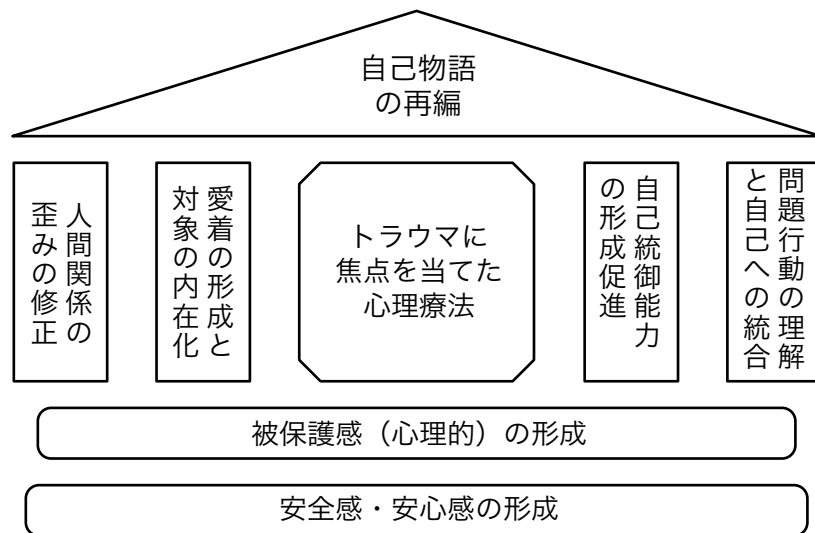 自己物語
の再編
人間関係の
歪みの修正
愛着の形成と
対象の内在化
トラウマに
焦点を当てた
心理療法
自己統御能力
の形成促進
問題行動の理解
と自己への統合
被保護感（心理的）の形成
安全感・安心感の形成